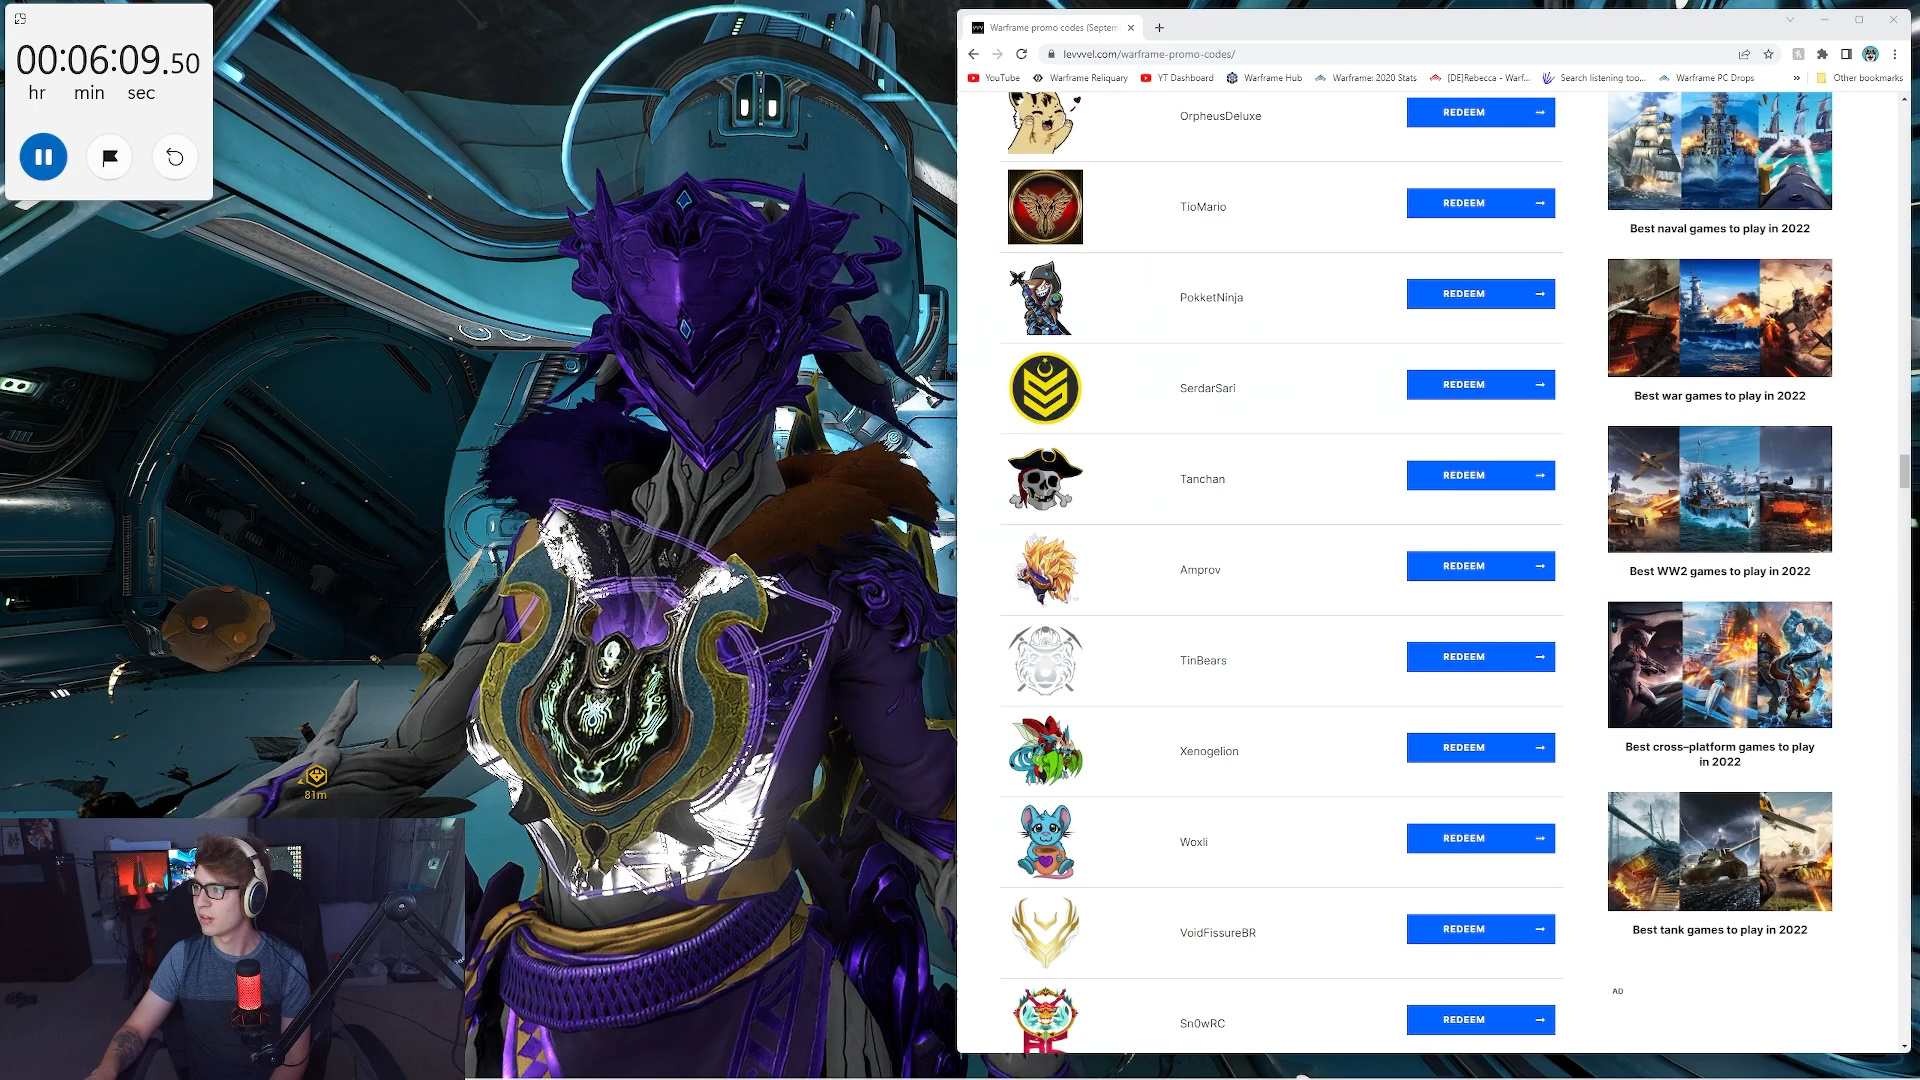 00:06:09.50
hr min sec
81m
Warframe promo codes (Septem
levvvel.com/warframe-promo-codes/
YouTube Warframe Reliquary YT Dashboard Warframe Hub Warframe: 2020 Stats [DE]Rebecca - Warf... Search listening too... Warframe PC Drops » Other bookmarks
OrpheusDeluxe REDEEM
TioMario REDEEM
PokketNinja REDEEM
SerdarSari REDEEM
Tanchan REDEEM
Amprov REDEEM
TinBears REDEEM
Xenogelion REDEEM
Woxli REDEEM
VoidFissureBR REDEEM
Sn0wRC REDEEM
Best naval games to play in 2022
Best war games to play in 2022
Best WW2 games to play in 2022
Best cross-platform games to play
in 2022
Best tank games to play in 2022
AD